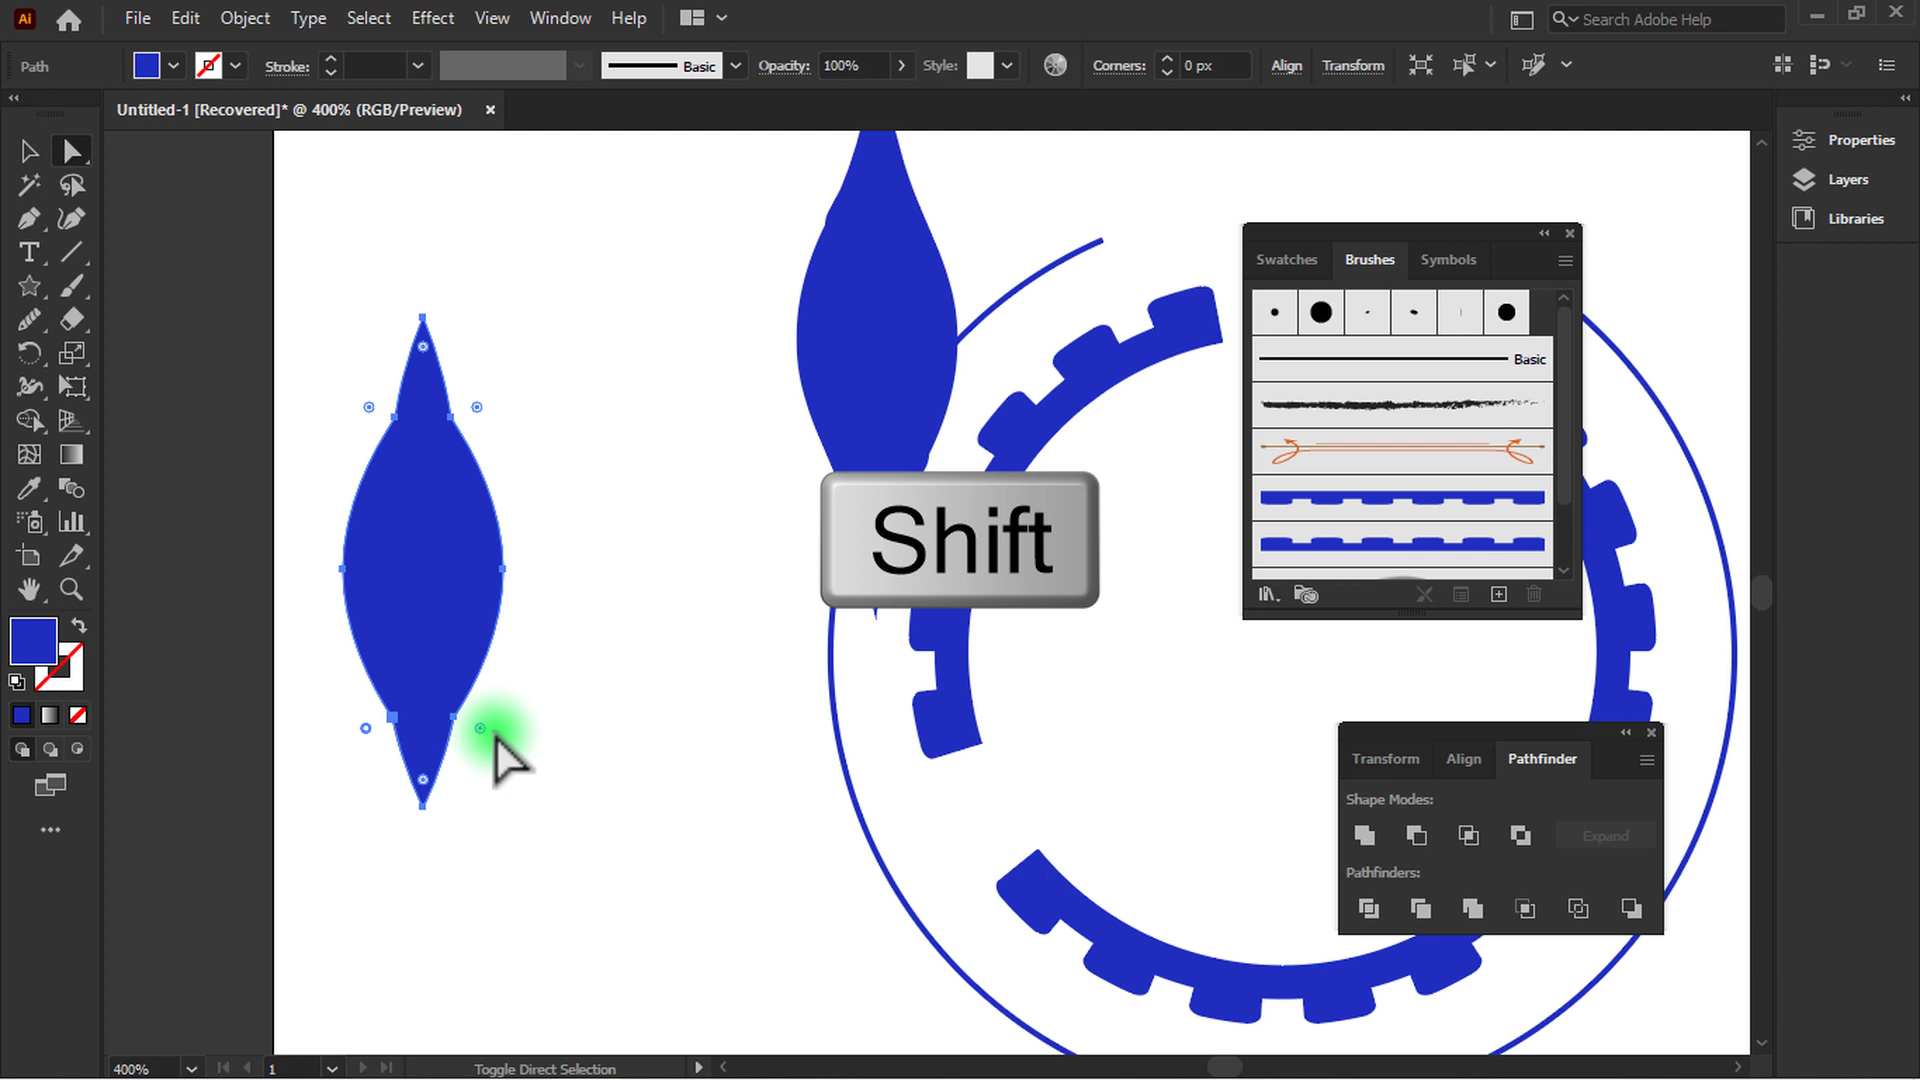 Ai
File Edit Object Type Select Effect View Window Help
Search Adobe Help
Path
Stroke:
Basic
Opacity: 100%
Style:
Corners: 0 px
Align
Transform
Untitled-1 [Recovered]* @ 400% (RGB/Preview)
Properties
Layers
Libraries
Swatches Brushes Symbols
Basic
Shift
Transform Align Pathfinder
Shape Modes:
Expand
Pathfinders:
400%
1
Toggle Direct Selection